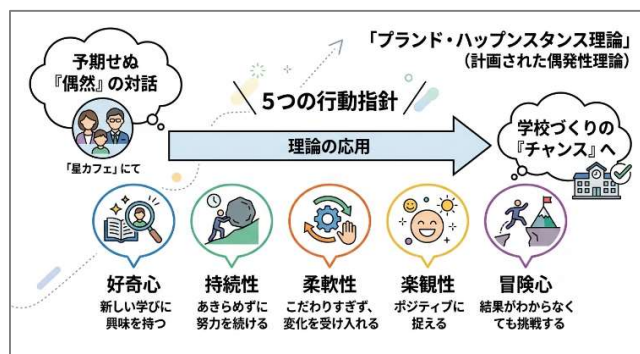 「プランド・ハップンスタンス理論」
(計画された偶発性理論)
予期せぬ
『偶然』の対話
「星カフェ」にて
5つの行動指針
理論の応用
学校づくりの
『チャンス』へ
好奇心
新しい学びに
興味を持つ
持続性
あきらめずに
努力を続ける
柔軟性
こだわりすぎず、
変化を受け入れる
楽観性
ポジティブに
捉える
冒険心
結果がわからなく
ても挑戦する